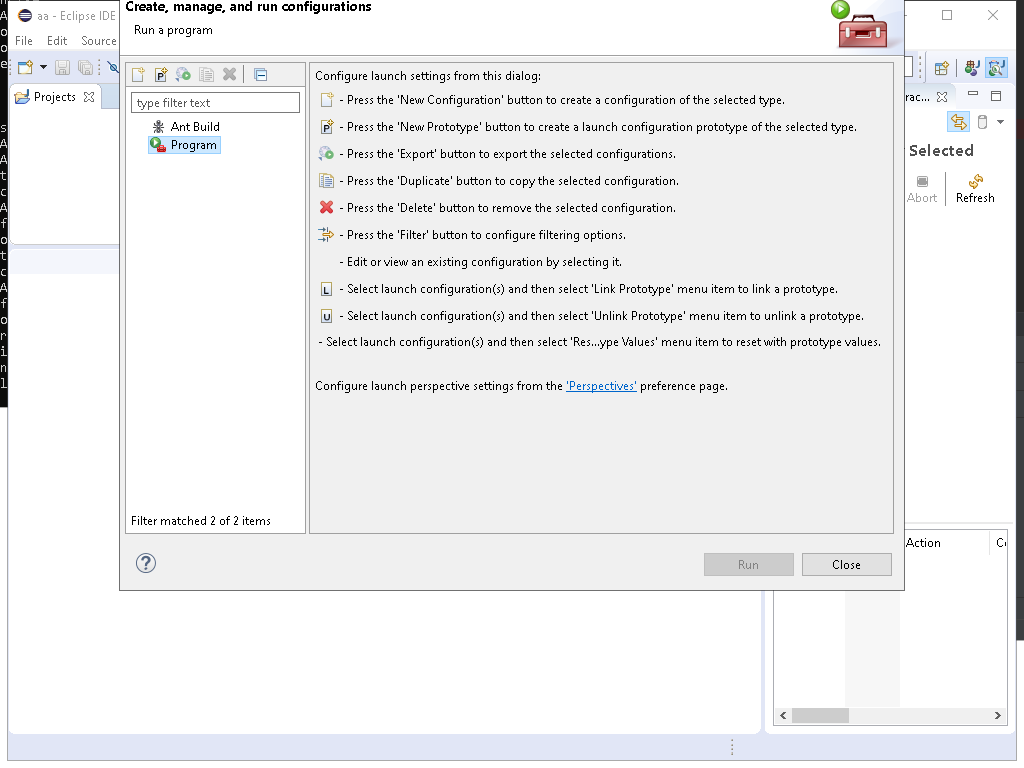 Create, manage, and run configurations
Run a program
aa - Eclipse IDE
File Edit Source
Projects
type filter text
Ant Build
Program
Filter matched 2 of 2 items
Configure launch settings from this dialog:
- Press the 'New Configuration' button to create a configuration of the selected type.
- Press the 'New Prototype' button to create a launch configuration prototype of the selected type.
- Press the 'Export' button to export the selected configurations.
- Press the 'Duplicate' button to copy the selected configuration.
- Press the 'Delete' button to remove the selected configuration.
- Press the 'Filter' button to configure filtering options.
- Edit or view an existing configuration by selecting it.
L - Select launch configuration(s) and then select 'Link Prototype' menu item to link a prototype.
U - Select launch configuration(s) and then select 'Unlink Prototype' menu item to unlink a prototype.
- Select launch configuration(s) and then select 'Res...ype Values' menu item to reset with prototype values.
Configure launch perspective settings from the 'Perspectives' preference page.
Run
Close
rac...
Selected
Abort
Refresh
Action